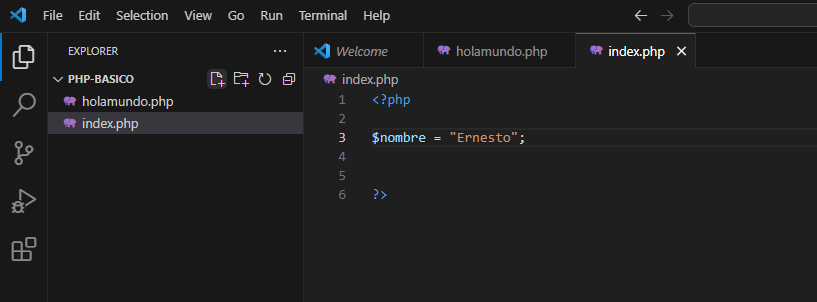 File Edit Selection View Go Run Terminal Help
EXPLORER
PHP-BASICO
holamundo.php
index.php
Welcome holamundo.php index.php
index.php
1 <?php
2
3 $nombre = "Ernesto";
4
5
6 ?>